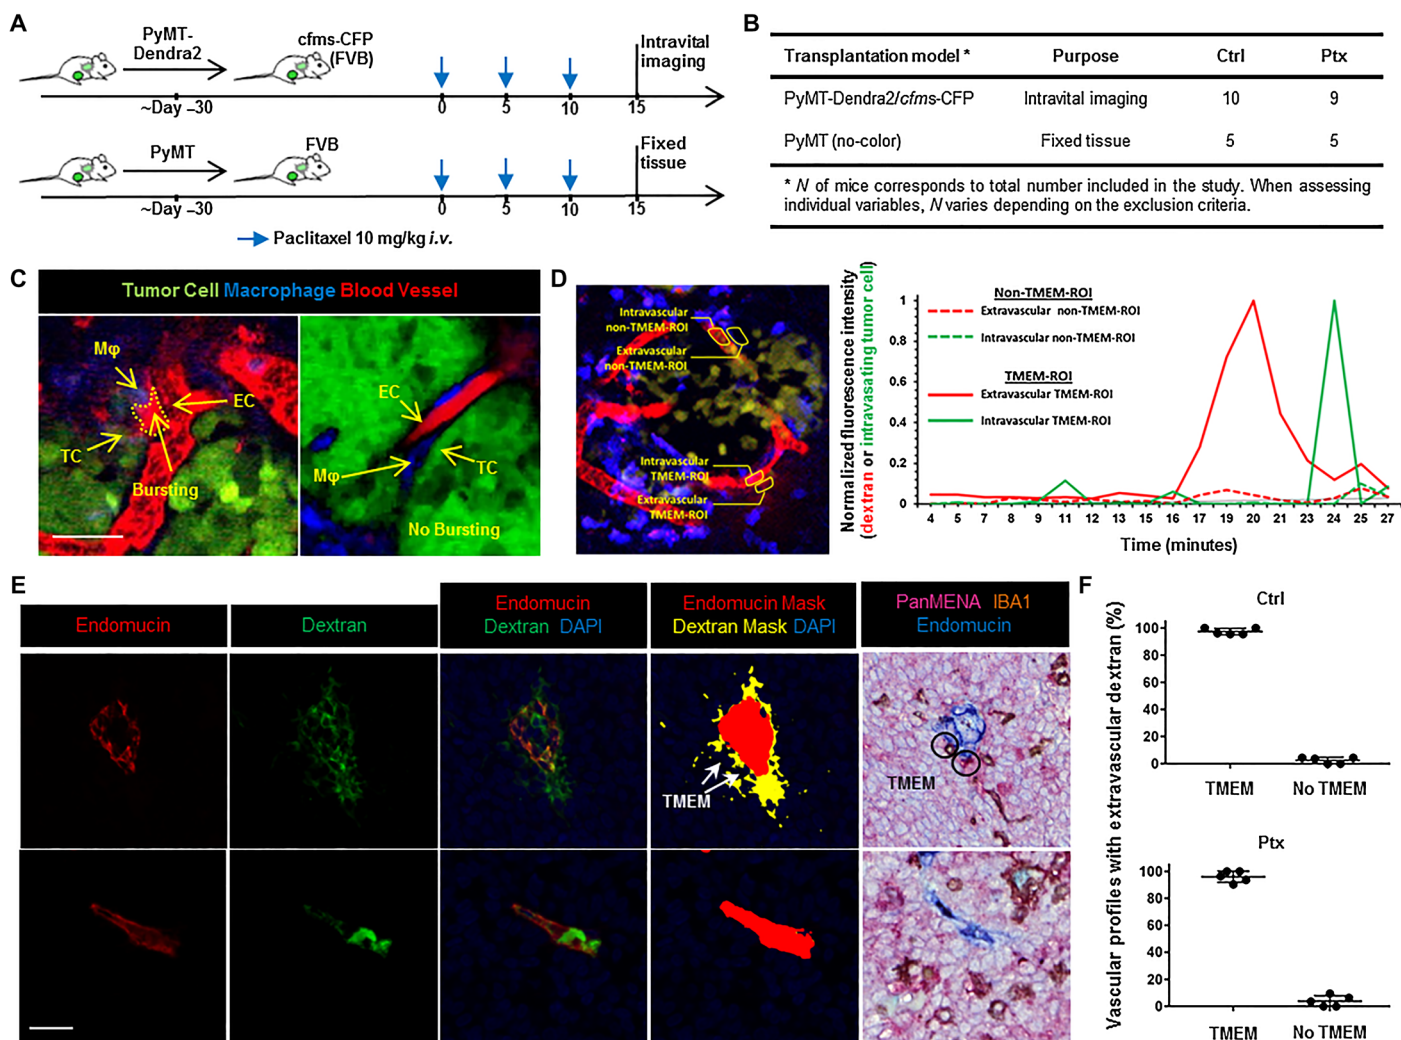 A
PyMT-
Dendra2
cfms-CFP
(FVB)
Intravital
imaging
~Day –30
0
5
10
15
PyMT
FVB
Fixed
tissue
~Day –30
0
5
10
15
Paclitaxel 10 mg/kg i.v.
B
Transplantation model * Purpose Ctrl Ptx
PyMT-Dendra2/cfms-CFP Intravital imaging 10 9
PyMT (no-color) Fixed tissue 5 5
* N of mice corresponds to total number included in the study. When assessing
individual variables, N varies depending on the exclusion criteria.
C
Tumor Cell Macrophage Blood Vessel
Mφ
EC
TC
Bursting
EC
Mφ
TC
No Bursting
D
Intravascular
non-TMEM-ROI
Extravascular
non-TMEM-ROI
Intravascular
TMEM-ROI
Extravascular
TMEM-ROI
Normalized fluorescence intensity
(dextran or intravasating tumor cell)
1
0.8
0.6
0.4
0.2
0
Non-TMEM-ROI
Extravascular non-TMEM-ROI
Intravascular non-TMEM-ROI
TMEM-ROI
Extravascular TMEM-ROI
Intravascular TMEM-ROI
4 5 7 8 9 11 12 13 15 16 17 19 20 21 23 24 25 27
Time (minutes)
E
Endomucin
Dextran
Endomucin
Dextran DAPI
Endomucin Mask
Dextran Mask DAPI
PanMENA IBA1
Endomucin
TMEM
TMEM
F
Vascular profiles with extravascular dextran (%)
Ctrl
100
80
60
40
20
0
TMEM No TMEM
Ptx
100
80
60
40
20
0
TMEM No TMEM